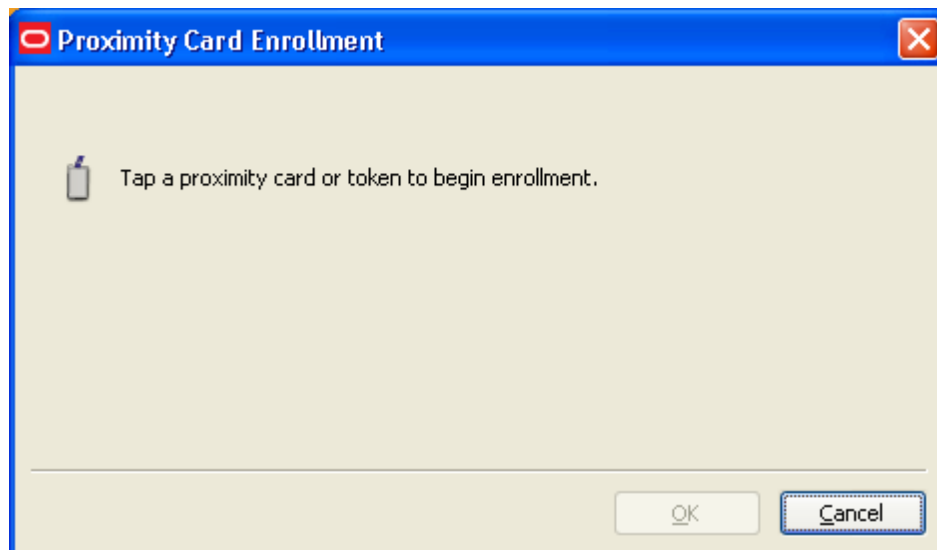 Proximity Card Enrollment
Tap a proximity card or token to begin enrollment.
OK
Cancel